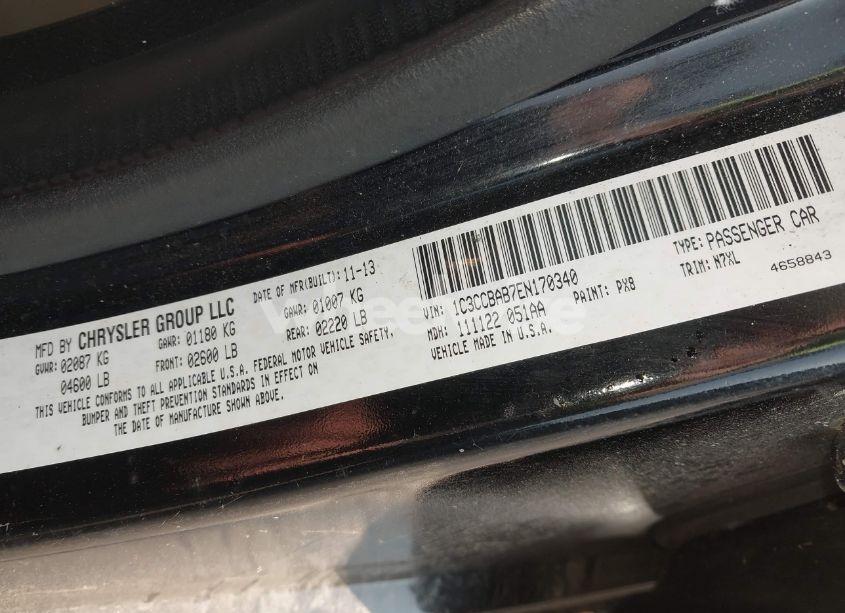 MFD BY CHRYSLER GROUP LLC
DATE OF MFR(BUILT): 11-13
GVWR: 02087 KG
04600 LB
GAWR: 01180 KG
FRONT: 02600 LB
GAWR: 01007 KG
REAR: 02220 LB
THIS VEHICLE CONFORMS TO ALL APPLICABLE U.S.A. FEDERAL MOTOR VEHICLE SAFETY,
BUMPER AND THEFT PREVENTION STANDARDS IN EFFECT ON
THE DATE OF MANUFACTURE SHOWN ABOVE.
VIN: 1C3CCBAB7EN170340
TYPE: PASSENGER CAR
MDH: 111122 051AA
PAINT: PX8
TRIM: M7XL
VEHICLE MADE IN U.S.A.
4658843